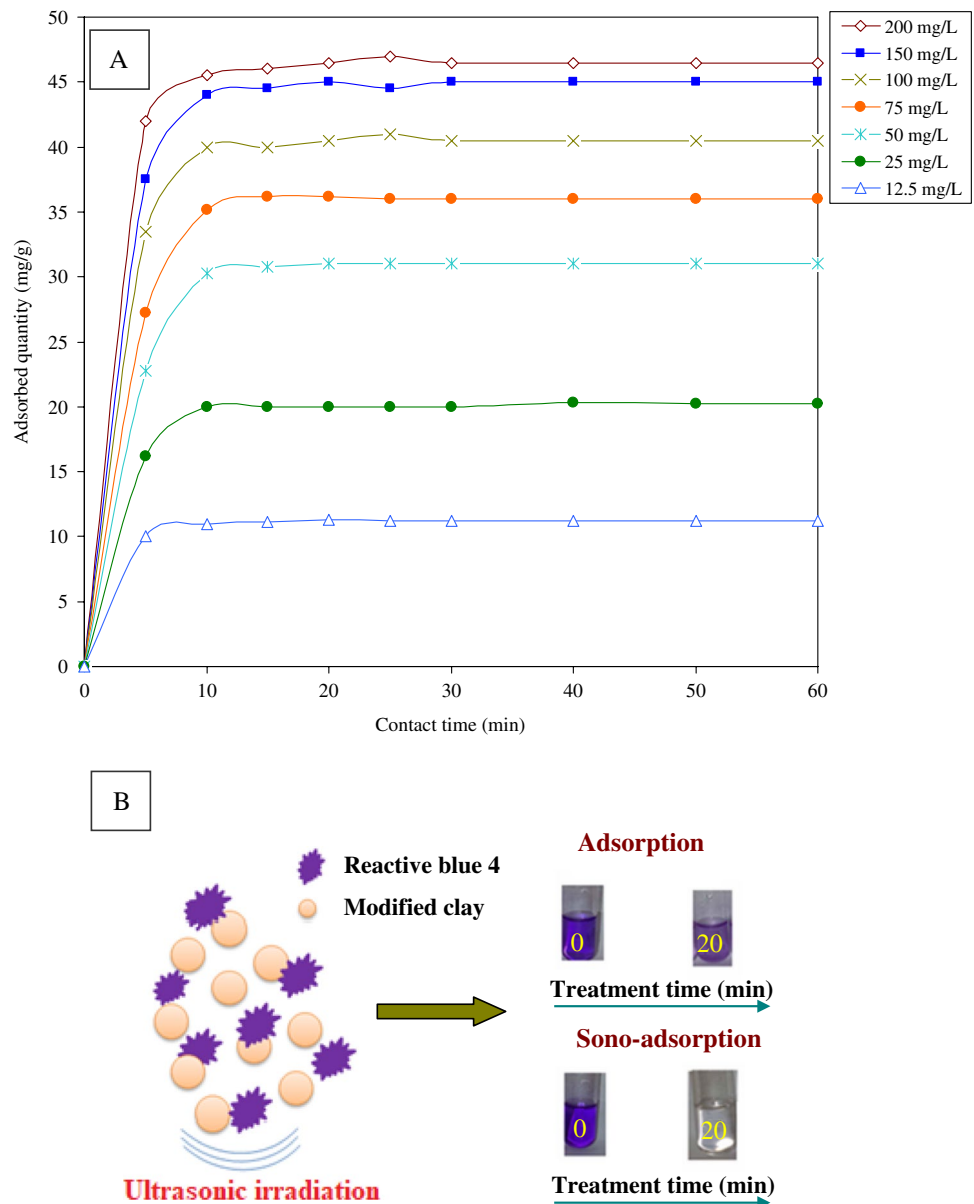 A
50
45
40
35
30
25
20
15
10
5
0
Adsorbed quantity (mg/g)
0 10 20 30 40 50 60
Contact time (min)
200 mg/L
150 mg/L
100 mg/L
75 mg/L
50 mg/L
25 mg/L
12.5 mg/L
B
Reactive blue 4
Modified clay
Ultrasonic irradiation
Adsorption
0 20
Treatment time (min)
Sono-adsorption
0 20
Treatment time (min)